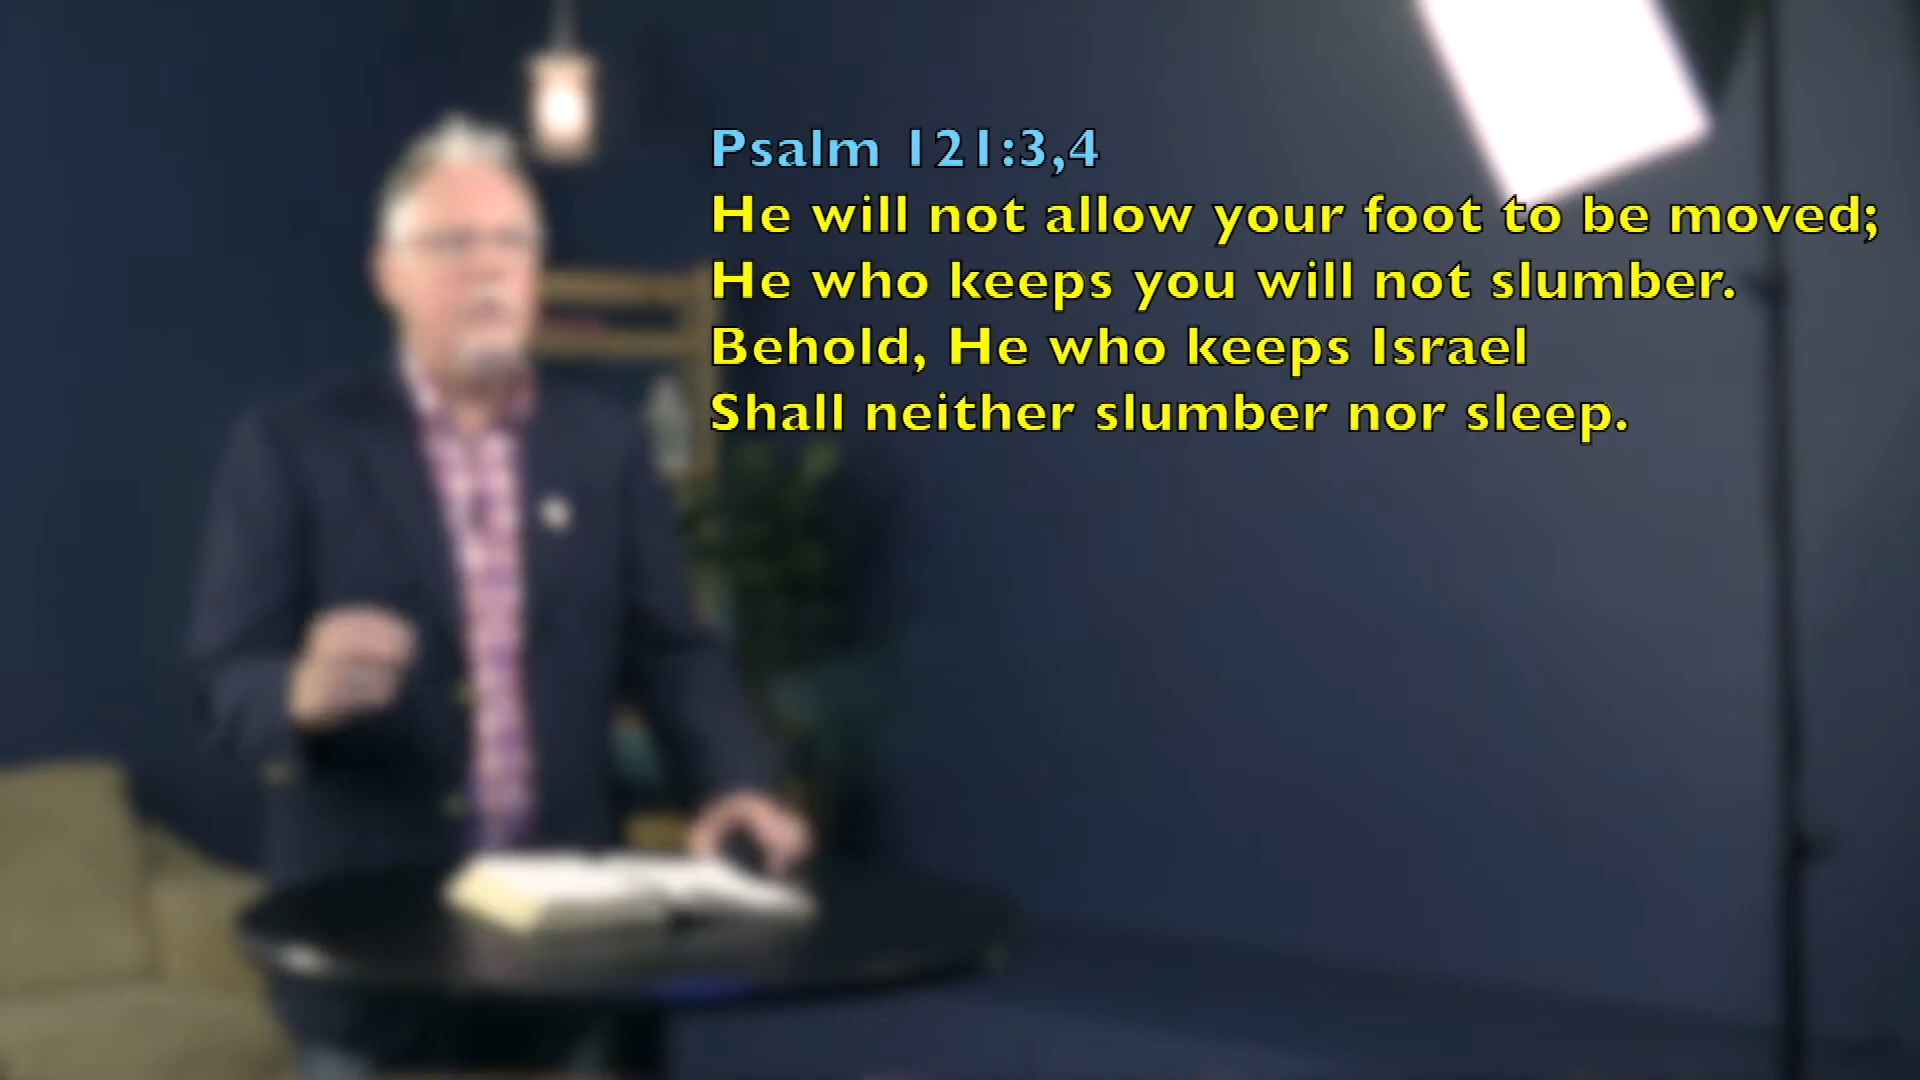 Psalm 121:3,4
He will not allow your foot to be moved;
He who keeps you will not slumber.
Behold, He who keeps Israel
Shall neither slumber nor sleep.